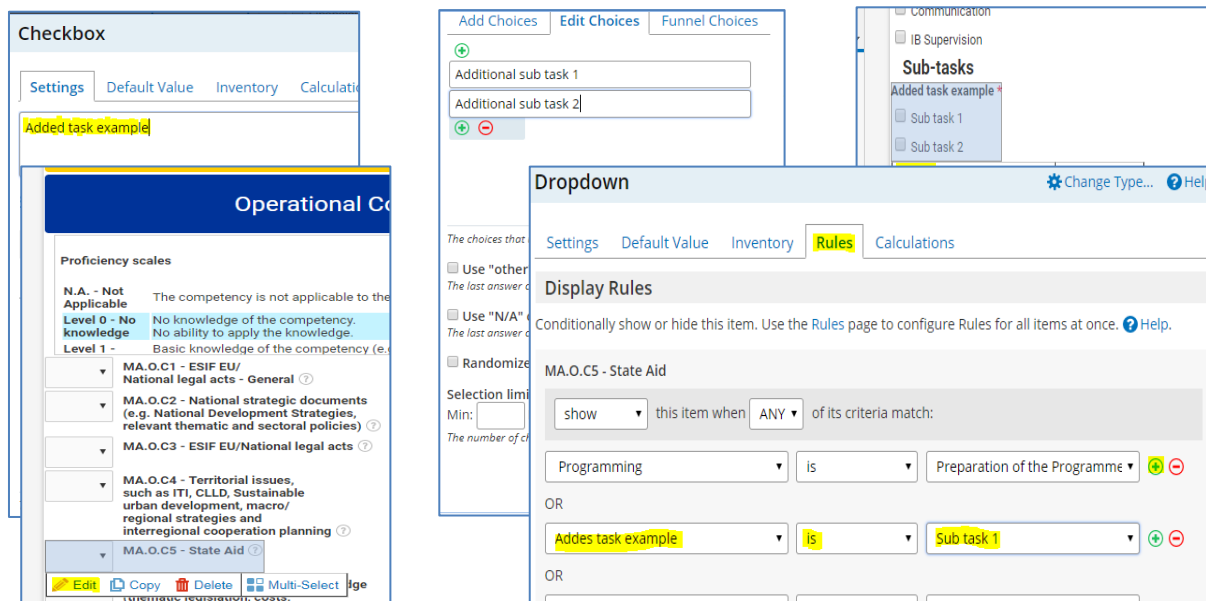 Checkbox
Settings Default Value Inventory
Added task example
Add Choices Edit Choices Funnel Choices
Additional sub task 1
Additional sub task 2
Communication
IB Supervision
Sub-tasks
Added task example *
Sub task 1
Sub task 2
Operational
Proficiency scales
N.A. - Not
Applicable
The competency is not applicable to the
Level 0 - No
knowledge
No knowledge of the competency.
No ability to apply the knowledge.
Level 1 -
Basic knowledge of the competency
MA.O.C1 - ESIF EU/
National legal acts - General
MA.O.C2 - National strategic documents
(e.g. National Development Strategies,
relevant thematic and sectoral policies)
MA.O.C3 - ESIF EU/National legal acts
MA.O.C4 - Territorial issues,
such as ITI, CLLD, Sustainable
urban development, macro/
regional strategies and
interregional cooperation planning
MA.O.C5 - State Aid
Edit Copy Delete Multi-Select
The choices that
Use "other
The last answer
Use "N/A"
The last answer
Randomize
Selection
Min:
The number of
Dropdown
Change Type...
Settings Default Value Inventory Rules Calculations
Display Rules
Conditionally show or hide this item. Use the Rules page to configure Rules for all items at once. Help.
MA.O.C5 - State Aid
show this item when ANY of its criteria match:
Programming is Preparation of the Programme
OR
Addes task example is Sub task 1
OR